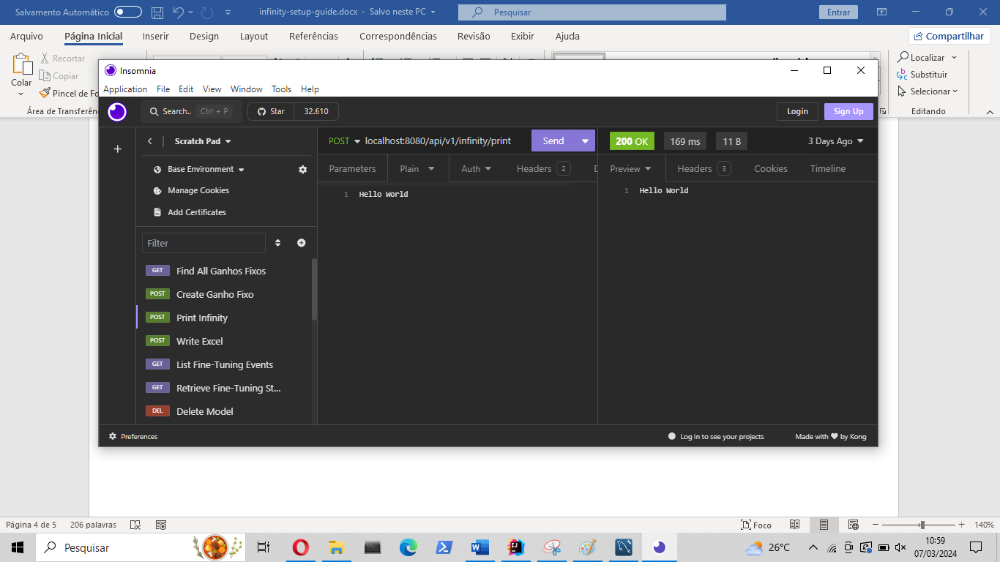 Salvamento Automático
infinity-setup-guide.docx - Salvo neste PC
Pesquisar
Entrar
Arquivo Página Inicial Inserir Design Layout Referências Correspondências Revisão Exibir Ajuda
Compartilhar
Colar
Recortar
Copiar
Pincel de Fo
Área de Transferên
Localizar
Substituir
Selecionar
Editando
Insomnia
Application File Edit View Window Tools Help
Search.. Ctrl + P
Star 32.610
Login Sign Up
Scratch Pad
Base Environment
Manage Cookies
Add Certificates
Filter
GET Find All Ganhos Fixos
POST Create Ganho Fixo
POST Print Infinity
POST Write Excel
GET List Fine-Tuning Events
GET Retrieve Fine-Tuning St...
DEL Delete Model
POST localhost:8080/api/v1/infinity/print Send
Parameters Plain Auth Headers 2
1 Hello World
200 OK 169 ms 11 B 3 Days Ago
Preview Headers 3 Cookies Timeline
1 Hello World
Preferences
Log in to see your projects
Made with ♥ by Kong
Página 4 de 5 206 palavras
Foco
140%
Pesquisar
26°C
10:59
07/03/2024